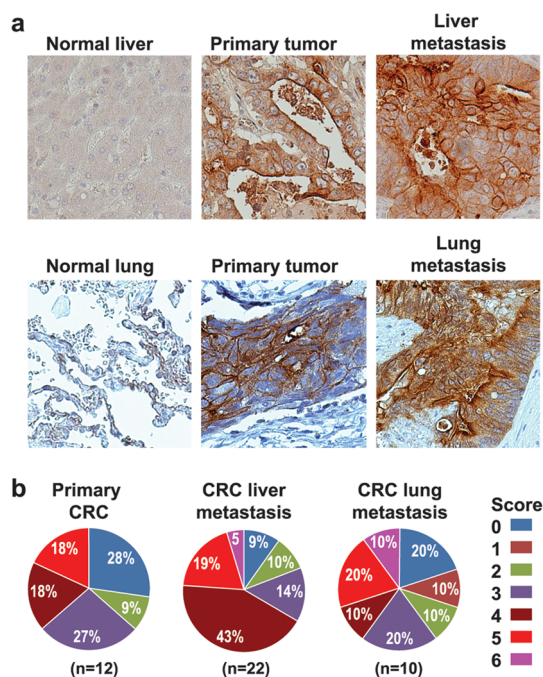 a
Normal liver
Primary tumor
Liver
metastasis
Normal lung
Primary tumor
Lung
metastasis
b
Primary
CRC
28%
9%
27%
18%
18%
(n=12)
CRC liver
metastasis
9%
10%
14%
43%
19%
5
(n=22)
CRC lung
metastasis
20%
10%
10%
20%
10%
20%
10%
(n=10)
Score
0
1
2
3
4
5
6